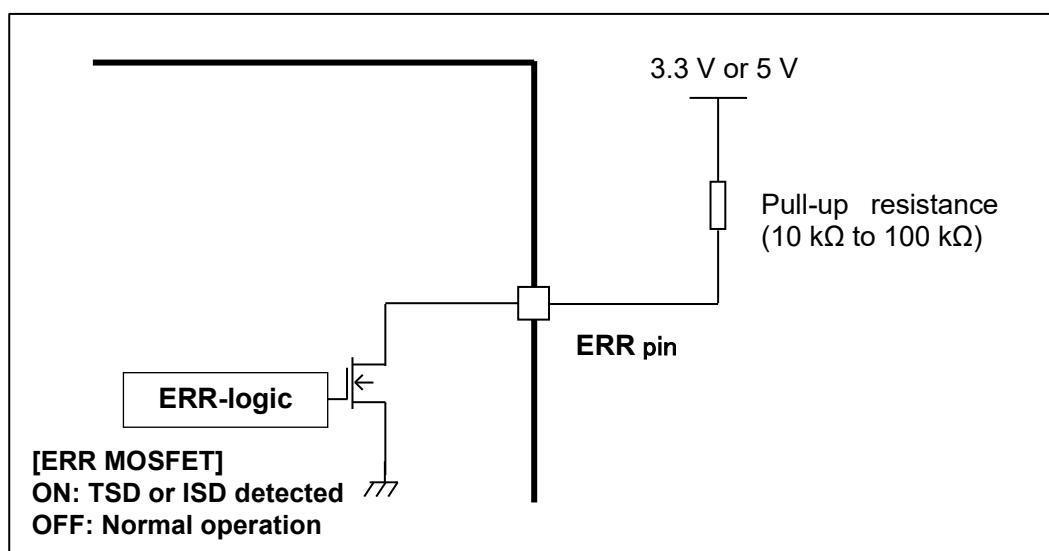 3.3 V or 5 V
Pull-up resistance
(10 kΩ to 100 kΩ)
ERR pin
ERR-logic
[ERR MOSFET]
ON: TSD or ISD detected
OFF: Normal operation